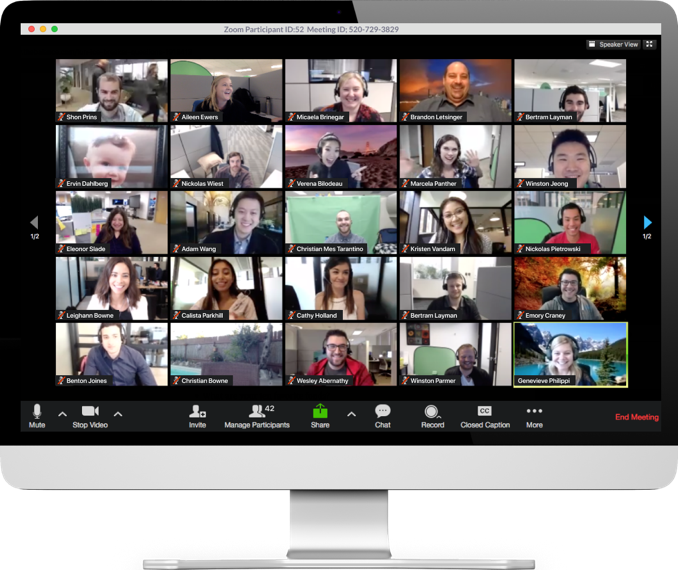 Zoom Participant ID:52 Meeting ID; 520-729-3829
Speaker View
Shon Prins
Aileen Ewers
Micaela Brinegar
Brandon Letsinger
Bertram Layman
Ervin Dahlberg
Nickolas Wiest
Verena Bilodeau
Marcela Panther
Winston Jeong
1/2
Eleonor Slade
Adam Wang
Christian Mes Tarantino
Kristen Vandam
Nickolas Pietrowski
1/2
Leighann Bowne
Calista Parkhill
Cathy Holland
Bertram Layman
Emory Craney
Benton Joines
Christian Bowne
Wesley Abernathy
Winston Parmer
Genevieve Philippi
42
CC
Mute
Stop Video
Invite
Manage Participants
Share
Chat
Record
Closed Caption
More
End Meeting